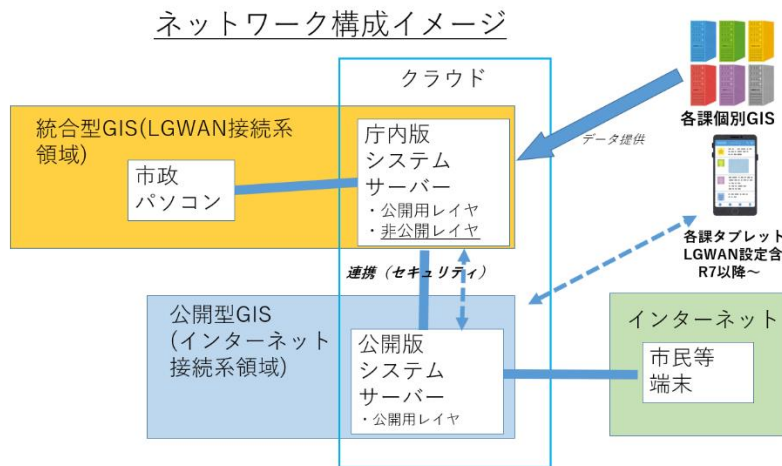 ネットワーク構成イメージ
クラウド
統合型GIS(LGWAN接続系
領域)
市政
パソコン
庁内版
システム
サーバー
・公開用レイヤ
・非公開レイヤ
データ提供
各課個別GIS
各課タブレット
LGWAN設定含
R7以降～
連携（セキュリティ）
公開型GIS
(インターネット
接続系領域)
公開版
システム
サーバー
・公開用レイヤ
インターネット
市民等
端末